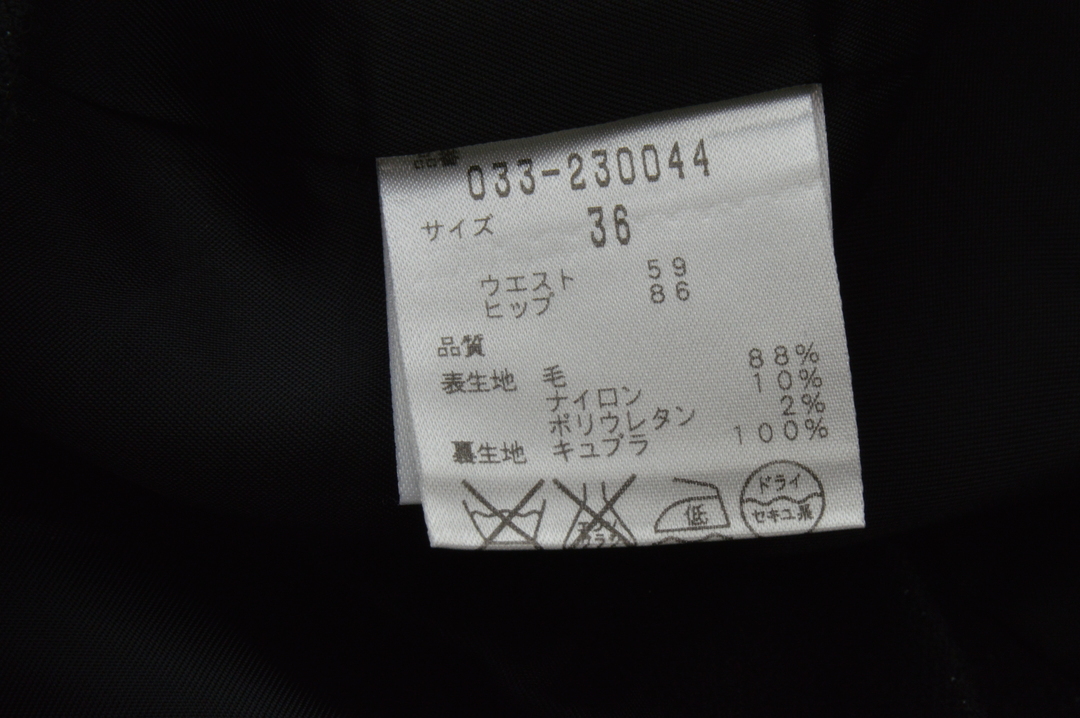 品番 033-230044
サイズ 36
ウエスト 59
ヒップ 86
品質
表生地 毛 88%
ナイロン 10%
ポリウレタン 2%
裏生地 キュプラ 100%
低
ドライ
セキユ系